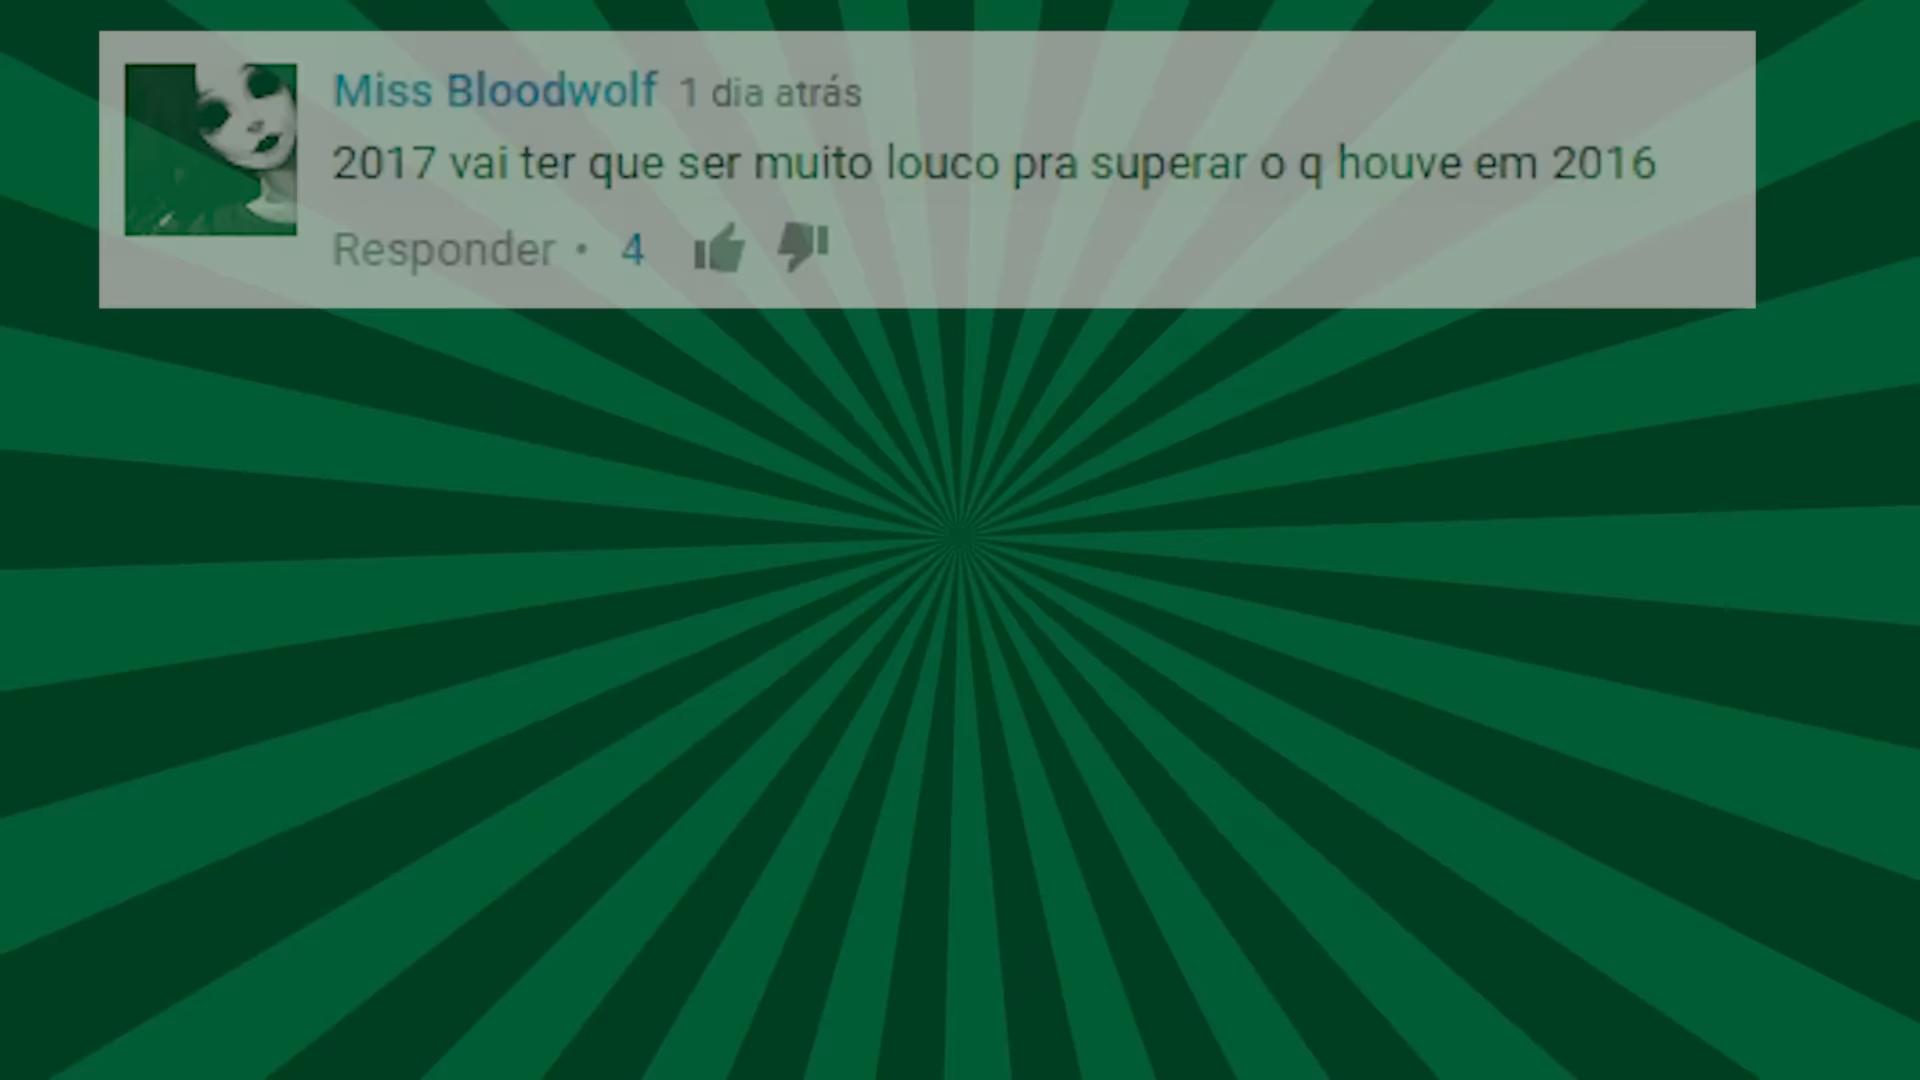 Miss Bloodwolf 1 dia atrás
2017 vai ter que ser muito louco pra superar o q houve em 2016
Responder • 4